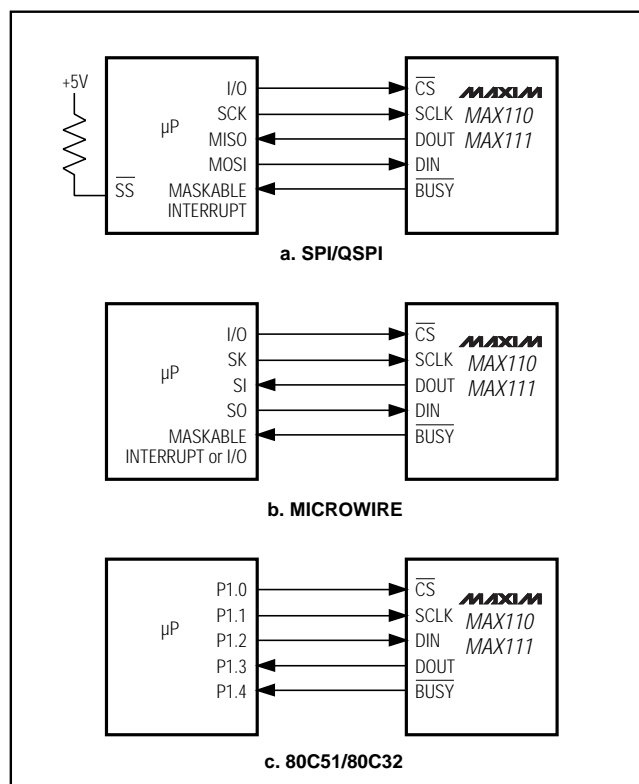 +5V
µP
SS
I/O
SCK
MISO
MOSI
MASKABLE
INTERRUPT
CS
SCLK
DOUT
DIN
BUSY
MAXIM
MAX110
MAX111
a. SPI/QSPI
µP
I/O
SK
SI
SO
MASKABLE
INTERRUPT or I/O
CS
SCLK
DOUT
DIN
BUSY
MAXIM
MAX110
MAX111
b. MICROWIRE
µP
P1.0
P1.1
P1.2
P1.3
P1.4
CS
SCLK
DIN
DOUT
BUSY
MAXIM
MAX110
MAX111
c. 80C51/80C32